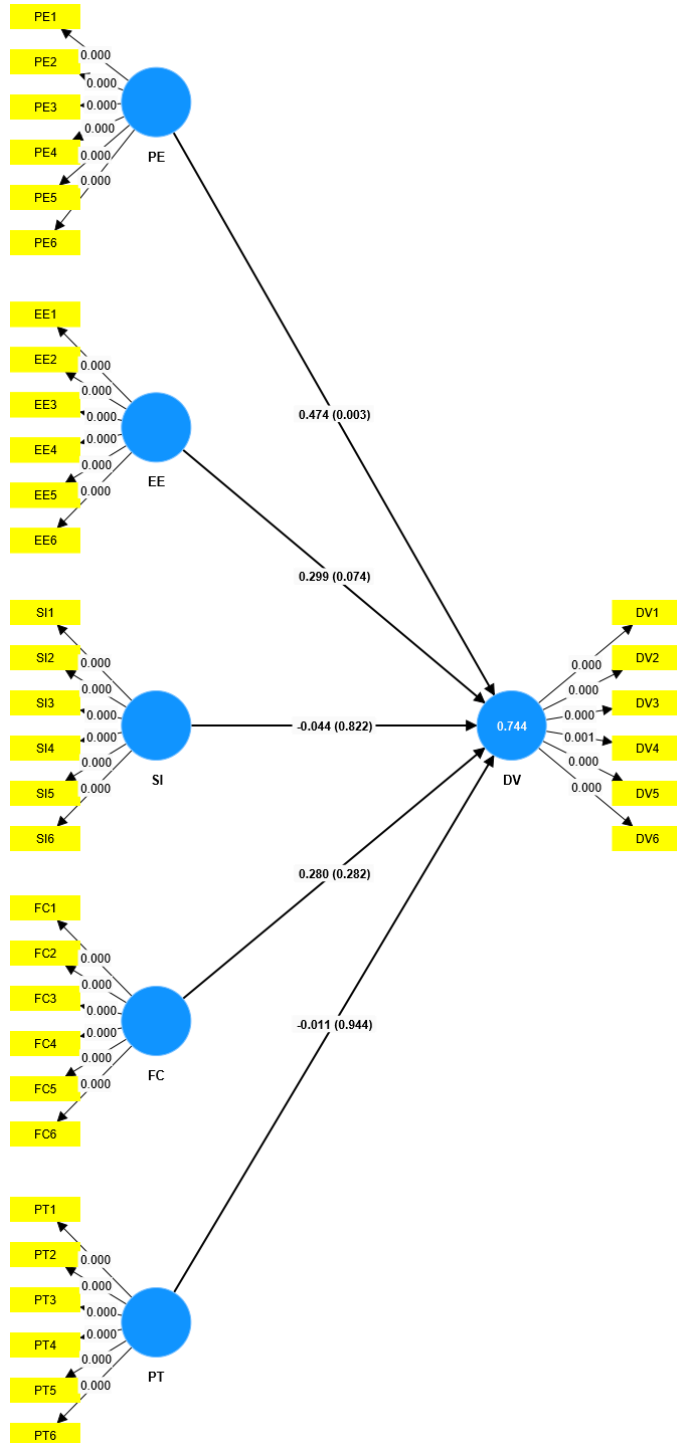 PE1
0.000
PE2
0.000
PE3
0.000
0.000
PE4
0.000
PE
0.000
PE5
PE6
EE1
0.000
EE2
0.000
EE3
0.000
0.474 (0.003)
0.000
EE4
0.000
EE
EE5
0.000
EE6
0.299 (0.074)
SI1
DV1
0.000
0.000
SI2
DV2
0.000
0.000
SI3
DV3
0.000
0.000
-0.044 (0.822)
0.744
0.000
0.001
SI4
DV4
0.000
0.000
SI
DV
SI5
DV5
0.000
0.000
SI6
DV6
0.280 (0.282)
FC1
0.000
FC2
0.000
FC3
0.000
-0.011 (0.944)
0.000
FC4
0.000
FC
FC5
0.000
FC6
PT1
0.000
PT2
0.000
PT3
0.000
0.000
PT4
0.000
PT
PT5
0.000
PT6